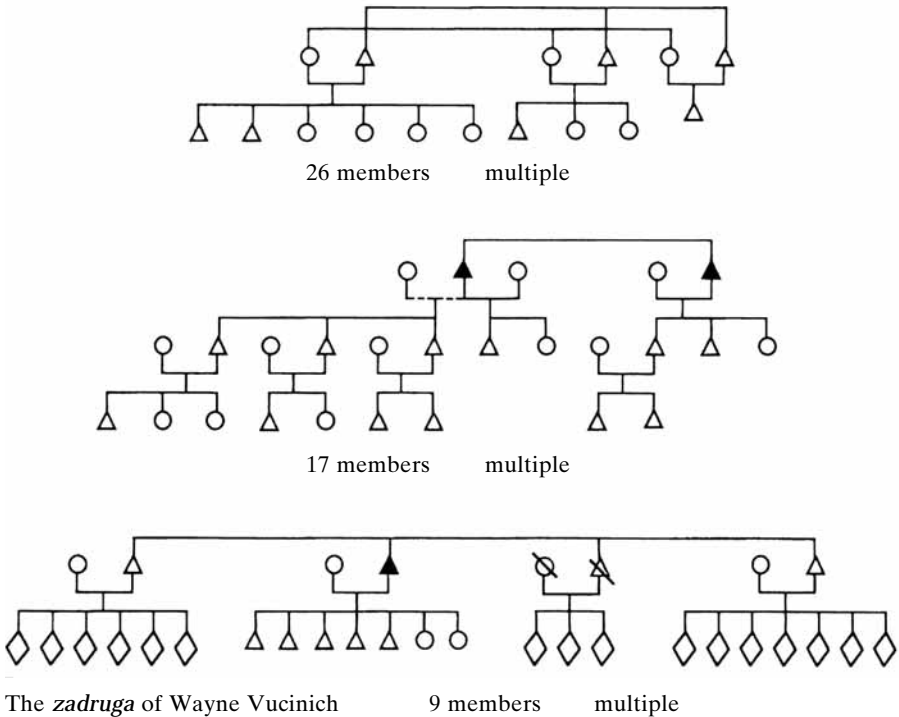 26 members multiple
17 members multiple
The zadruga of Wayne Vucinich 9 members multiple